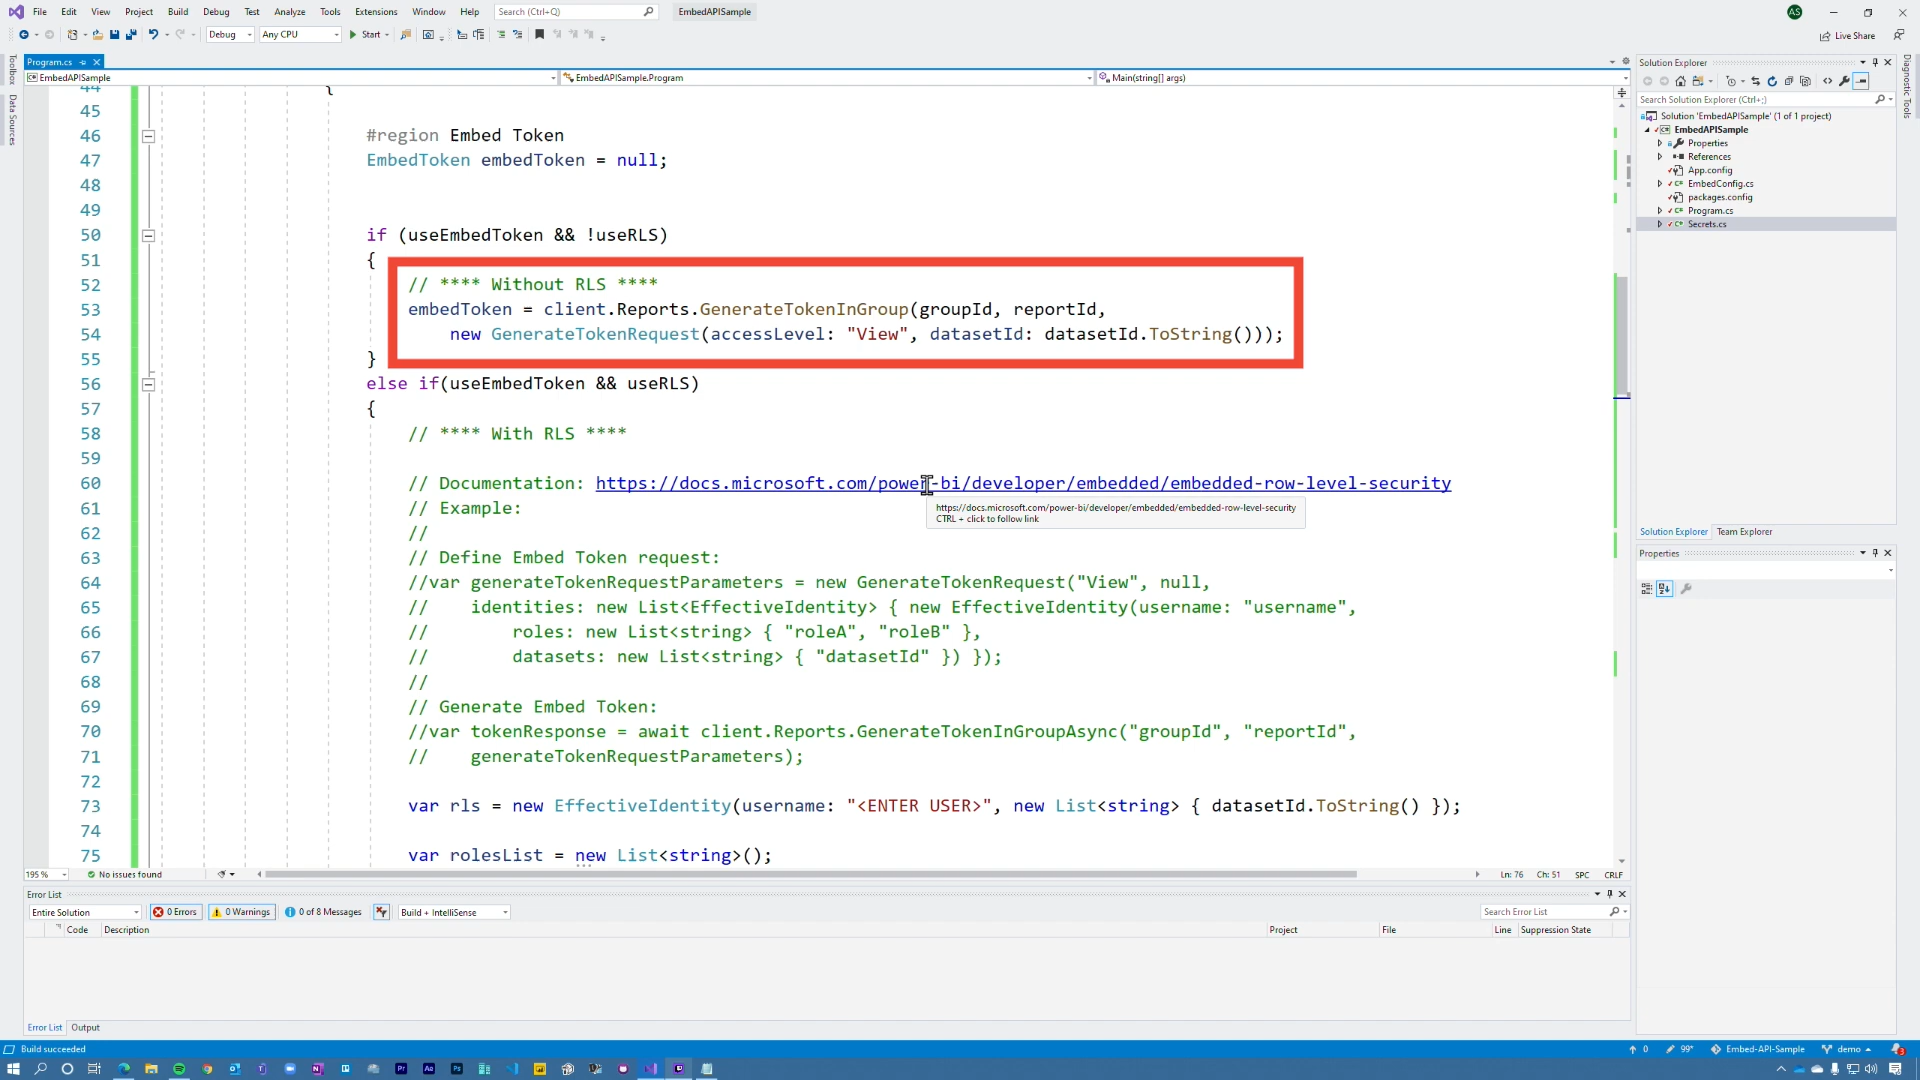 File Edit View Project Build Debug Test Analyze Tools Extensions Window Help Search (Ctrl+Q) EmbedAPISample AS
Debug Any CPU Start Live Share
Toolbox
Data Sources
Program.cs
EmbedAPISample EmbedAPISample.Program Main(string[] args)
44 {
45
46 #region Embed Token
47 EmbedToken embedToken = null;
48
49
50 if (useEmbedToken && !useRLS)
51 {
52 // **** Without RLS ****
53 embedToken = client.Reports.GenerateTokenInGroup(groupId, reportId,
54 new GenerateTokenRequest(accessLevel: "View", datasetId: datasetId.ToString()));
55 }
56 else if(useEmbedToken && useRLS)
57 {
58 // **** With RLS ****
59
60 // Documentation: https://docs.microsoft.com/power-bi/developer/embedded/embedded-row-level-security
https://docs.microsoft.com/power-bi/developer/embedded/embedded-row-level-security
CTRL + click to follow link
61 // Example:
62 //
63 // Define Embed Token request:
64 //var generateTokenRequestParameters = new GenerateTokenRequest("View", null,
65 // identities: new List<EffectiveIdentity> { new EffectiveIdentity(username: "username",
66 // roles: new List<string> { "roleA", "roleB" },
67 // datasets: new List<string> { "datasetId" }) });
68 //
69 // Generate Embed Token:
70 //var tokenResponse = await client.Reports.GenerateTokenInGroupAsync("groupId", "reportId",
71 // generateTokenRequestParameters);
72
73 var rls = new EffectiveIdentity(username: "<ENTER USER>", new List<string> { datasetId.ToString() });
74
75 var rolesList = new List<string>();
195 % No issues found Ln: 76 Ch: 51 SPC CRLF
Error List
Entire Solution 0 Errors 0 Warnings 0 of 8 Messages Build + IntelliSense Search Error List
Code Description Project File Line Suppression State
Error List Output
Solution Explorer
Search Solution Explorer (Ctrl+;)
Solution 'EmbedAPISample' (1 of 1 project)
EmbedAPISample
Properties
References
App.config
EmbedConfig.cs
packages.config
Program.cs
Secrets.cs
Solution Explorer Team Explorer
Properties
Diagnostic Tools
Build succeeded 0 99+ Embed-API-Sample demo 3